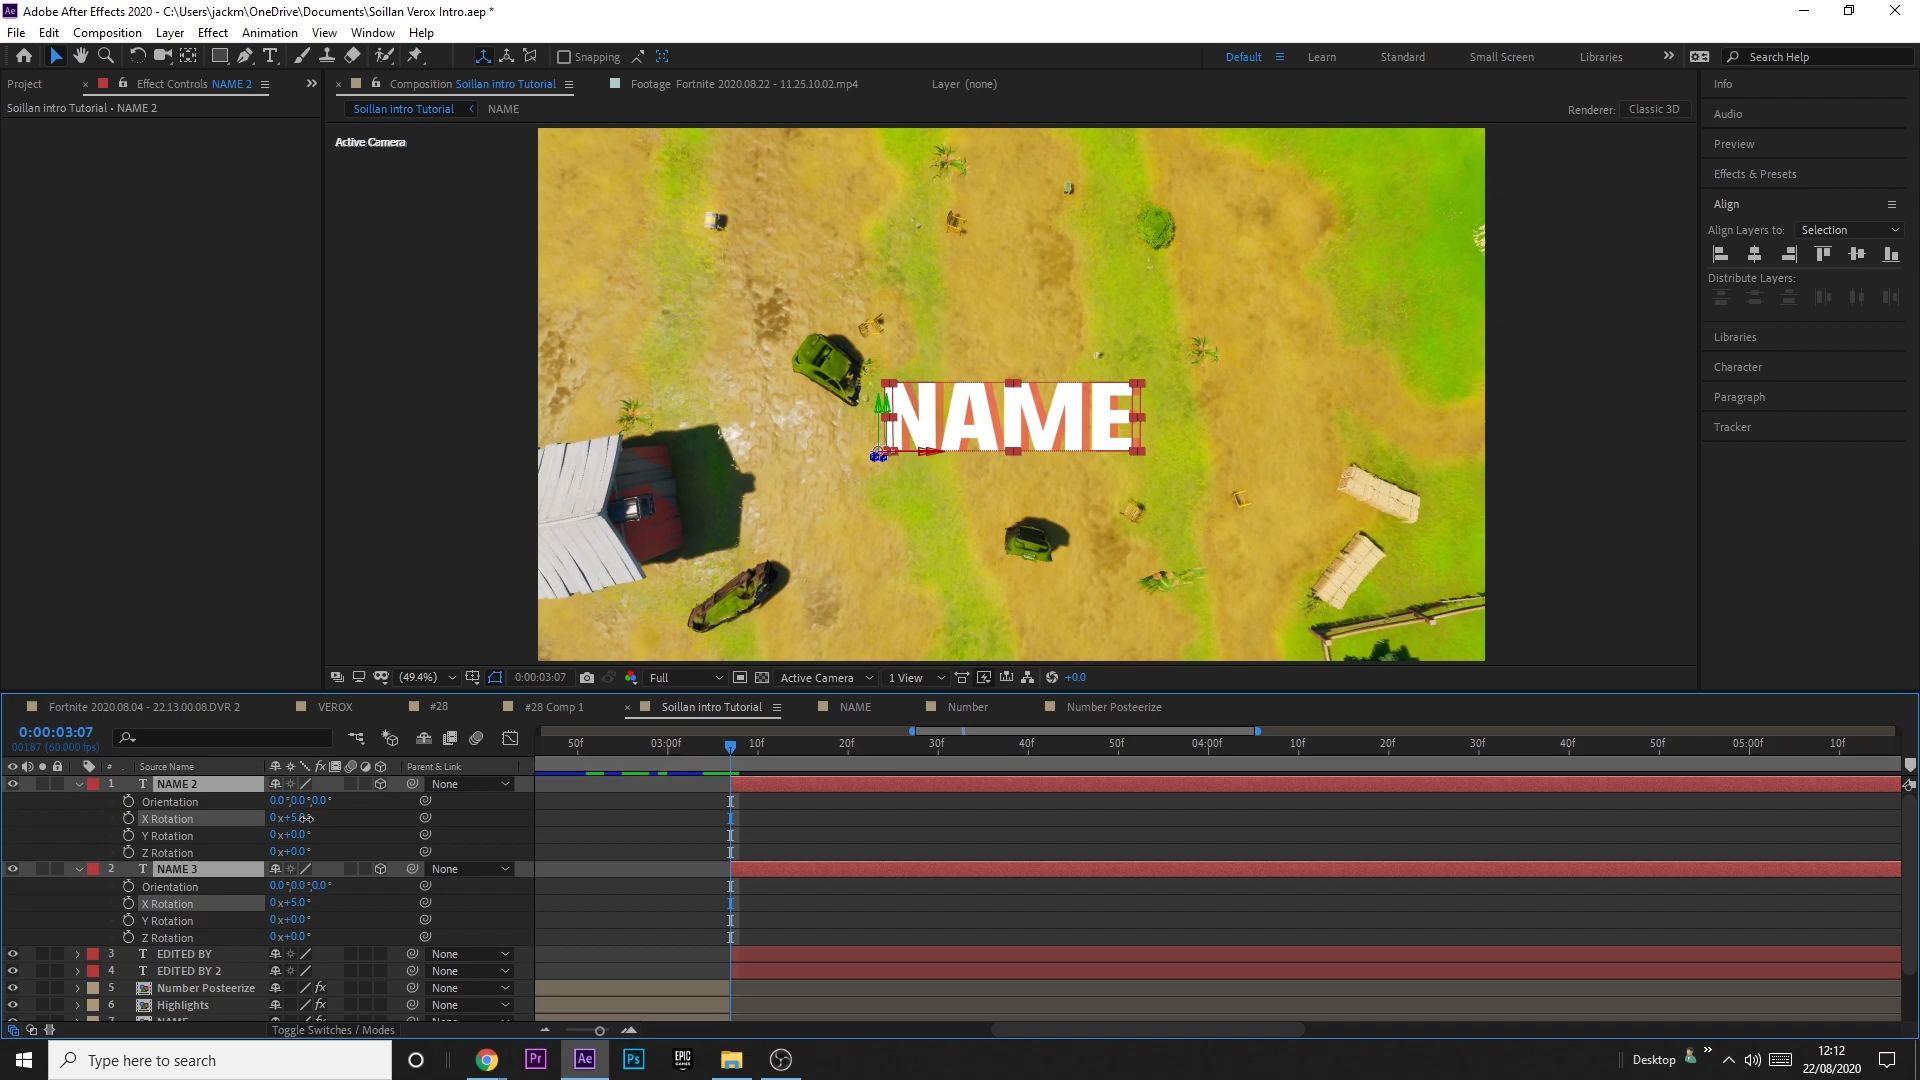 Adobe After Effects 2020 - C:\Users\jackm\OneDrive\Documents\Soillan Verox Intro.aep *
File Edit Composition Layer Effect Animation View Window Help
Snapping
Default Learn Standard Small Screen Libraries
Search Help
Project Effect Controls NAME 2
Soillan intro Tutorial • NAME 2
Composition Soillan intro Tutorial
Footage Fortnite 2020.08.22 - 11.25.10.02.mp4
Layer (none)
Soillan intro Tutorial NAME
Renderer: Classic 3D
Active Camera
NAME
(49.4%) 0:00:03:07 Full Active Camera 1 View +0.0
Info
Audio
Preview
Effects & Presets
Align
Align Layers to: Selection
Distribute Layers:
Libraries
Character
Paragraph
Tracker
Fortnite 2020.08.04 - 22.13.00.08.DVR 2 VEROX #28 #28 Comp 1 Soillan intro Tutorial NAME Number Number Posteerize
0:00:03:07
00187 (60.000 fps)
50f 03:00f 10f 20f 30f 40f 50f 04:00f 10f 20f 30f 40f 50f 05:00f 10f
# Source Name Parent & Link
1 T NAME 2 None
Orientation 0.0°,0.0°,0.0°
X Rotation 0 x+5.0
Y Rotation 0 x+0.0°
Z Rotation 0 x+0.0°
2 T NAME 3 None
Orientation 0.0°,0.0°,0.0°
X Rotation 0 x+5.0°
Y Rotation 0 x+0.0°
Z Rotation 0 x+0.0°
3 T EDITED BY None
4 T EDITED BY 2 None
5 Number Posteerize fx None
6 Highlights fx None
Toggle Switches / Modes
Type here to search
Pr Ae Ps EPIC GAMES
Desktop
12:12
22/08/2020